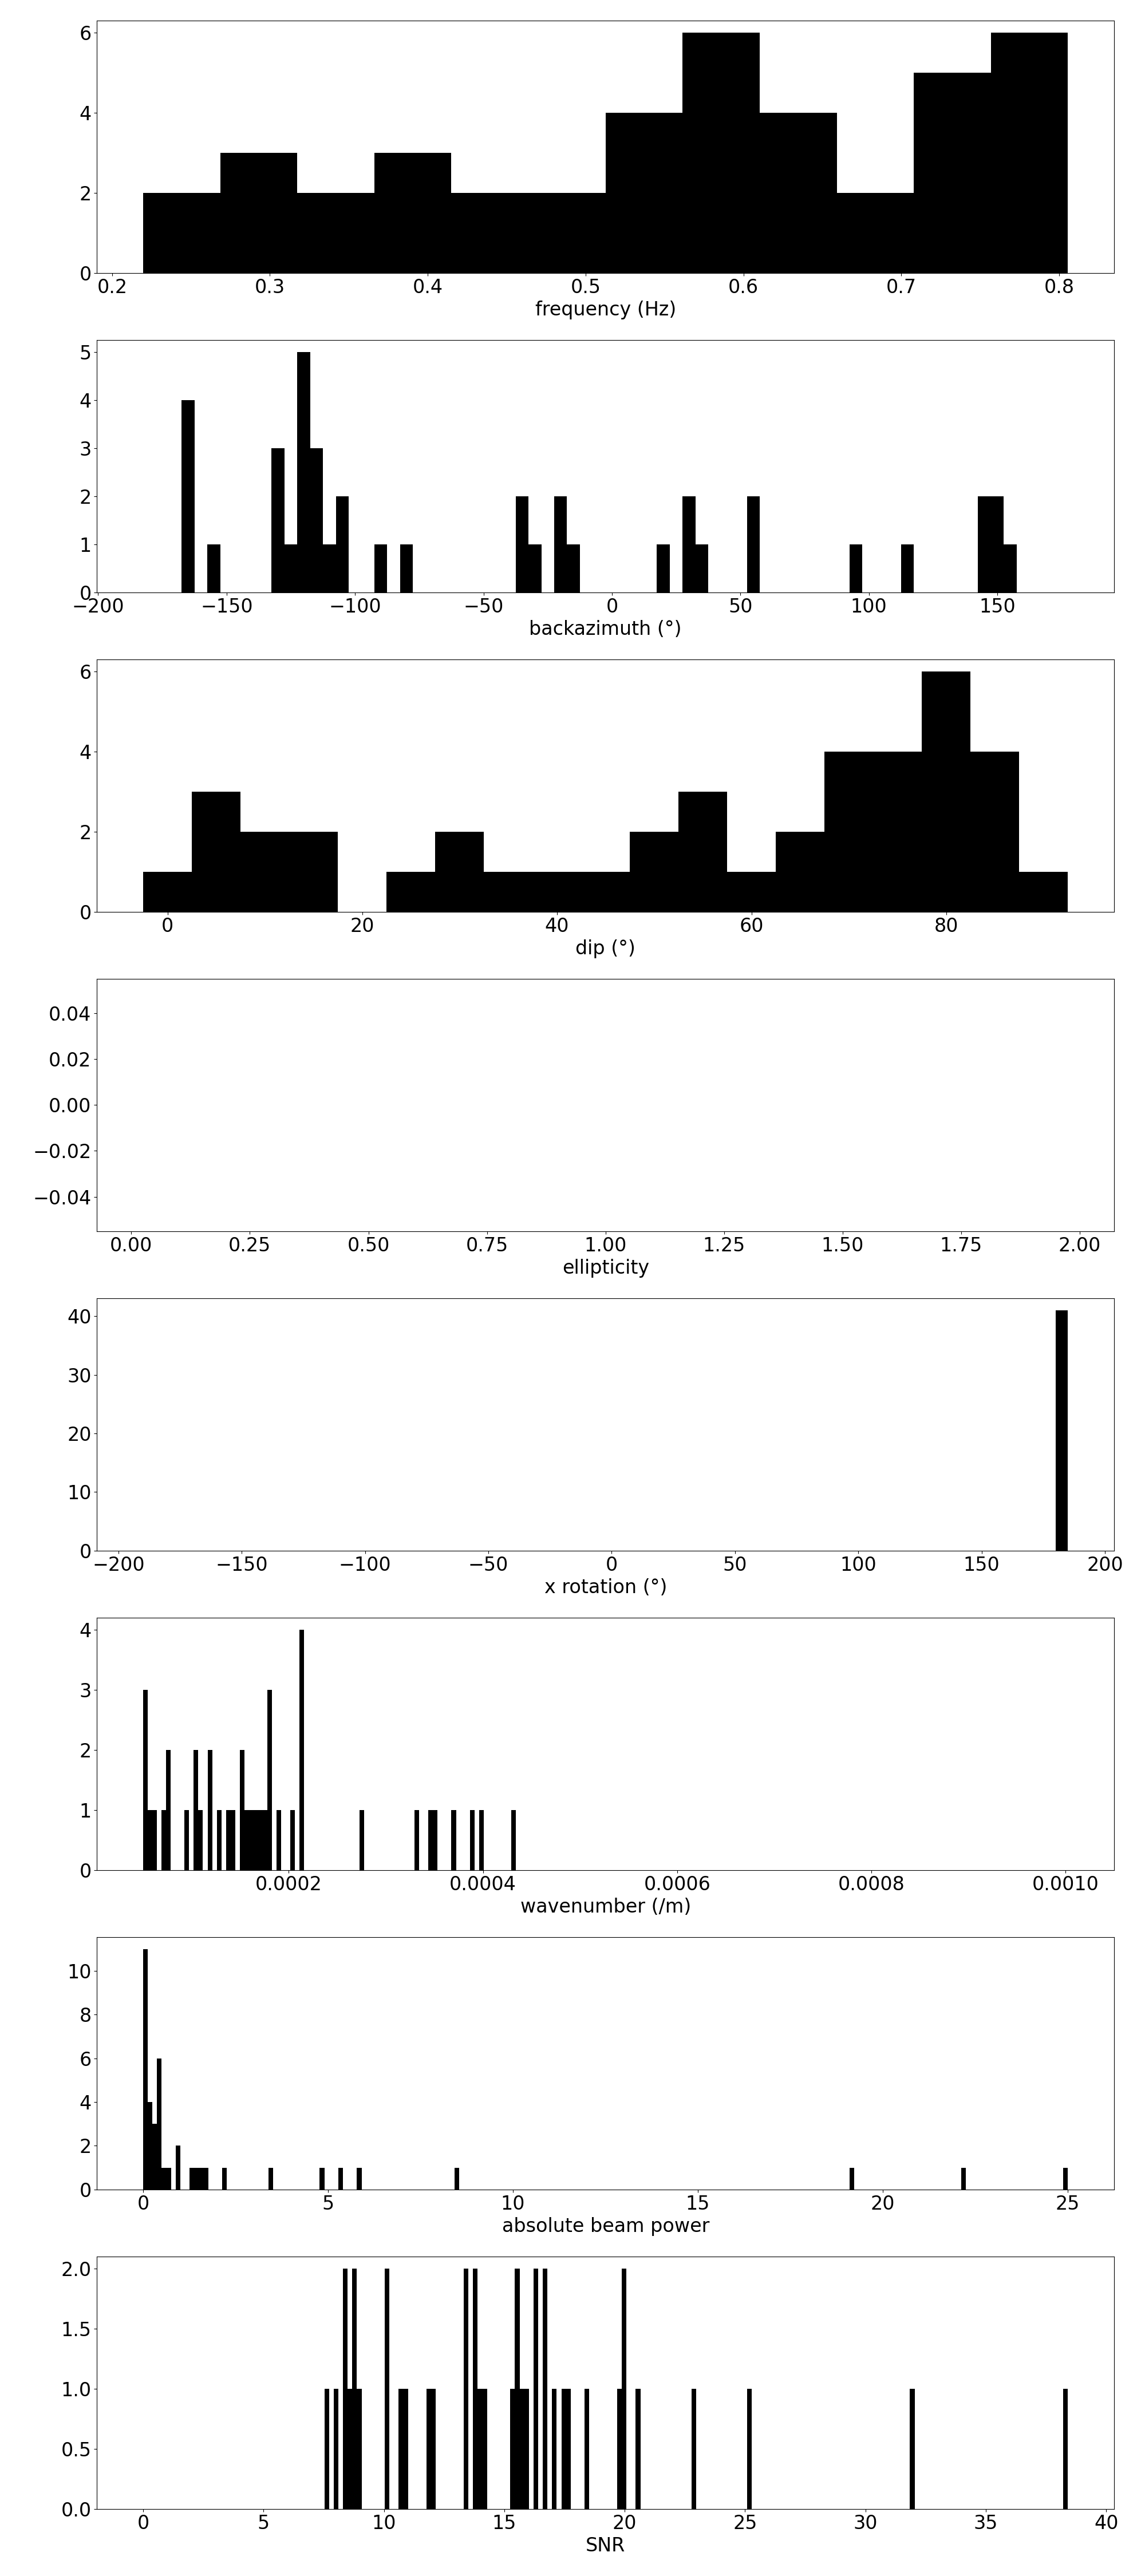 6
4
2
0
0.2 0.3 0.4 0.5 0.6 0.7 0.8
frequency (Hz)
5
4
3
2
1
0
−200 −150 −100 −50 0 50 100 150
backazimuth (°)
6
4
2
0
0 20 40 60 80
dip (°)
0.04
0.02
0.00
−0.02
−0.04
0.00 0.25 0.50 0.75 1.00 1.25 1.50 1.75 2.00
ellipticity
40
30
20
10
0
−200 −150 −100 −50 0 50 100 150 200
x rotation (°)
4
3
2
1
0
0.0002 0.0004 0.0006 0.0008 0.0010
wavenumber (/m)
10
8
6
4
2
0
0 5 10 15 20 25
absolute beam power
2.0
1.5
1.0
0.5
0.0
0 5 10 15 20 25 30 35 40
SNR